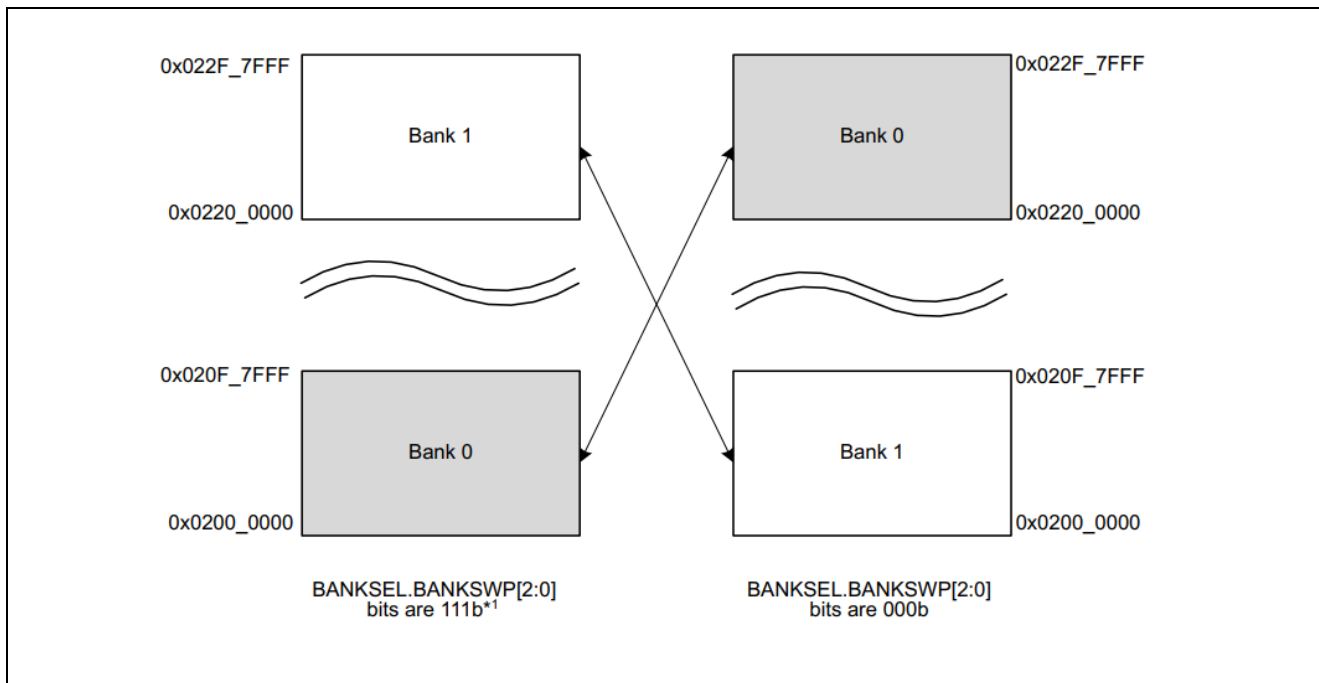 0x022F_7FFF
Bank 1
0x0220_0000
0x020F_7FFF
Bank 0
0x0200_0000
BANKSEL.BANKSWP[2:0]
bits are 111b*1
0x022F_7FFF
Bank 0
0x0220_0000
0x020F_7FFF
Bank 1
0x0200_0000
BANKSEL.BANKSWP[2:0]
bits are 000b